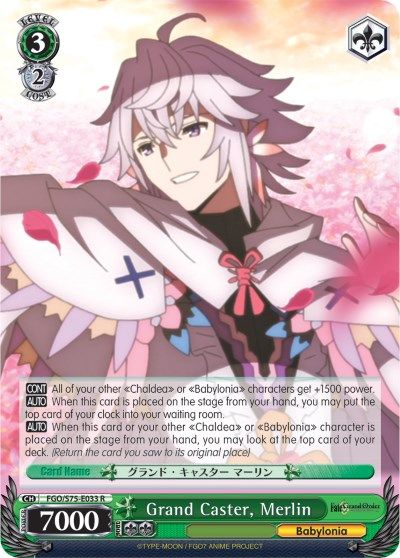 LEVEL
3
2
COST
CONT All of your other «Chaldea» or «Babylonia» characters get +1500 power.
AUTO When this card is placed on the stage from your hand, you may put the
top card of your clock into your waiting room.
AUTO When this card or your other «Chaldea» or «Babylonia» character is
placed on the stage from your hand, you may look at the top card of your
deck. (Return the card you saw to its original place)
Card Name
グランド・キャスター マーリン
CH FGO/S75-E033 R
Grand Caster, Merlin
Fate/Grand Order
POWER
7000
Babylonia
©TYPE-MOON / FGO7 ANIME PROJECT